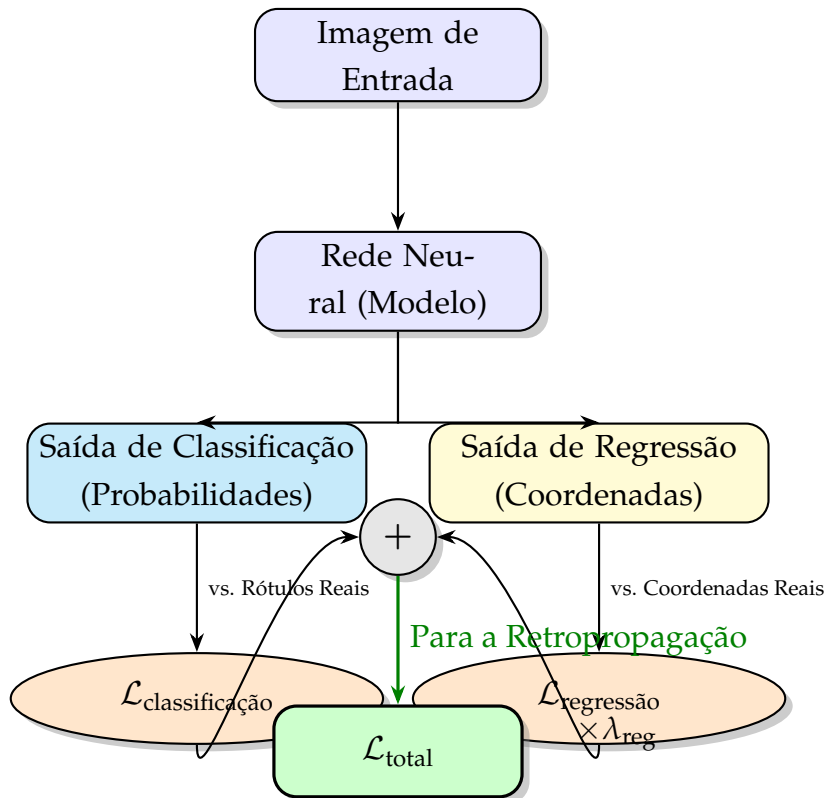 Imagem de
Entrada
Rede Neu-
ral (Modelo)
Saída de Classificação
(Probabilidades)
Saída de Regressão
(Coordenadas)
+
vs. Rótulos Reais
vs. Coordenadas Reais
Para a Retropropagação
ℒclassificação
ℒregressão
×λreg
ℒtotal